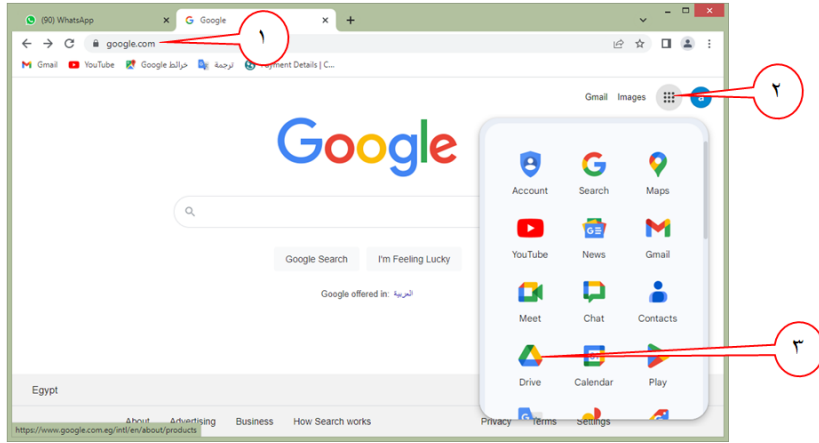 (90) WhatsApp
Google
google.com
١
Gmail
YouTube
خرائط Google
ترجمة
Payment Details | C...
Gmail Images
٢
Google
Account Search Maps
YouTube News Gmail
Google Search I'm Feeling Lucky
Google offered in: العربية
Meet Chat Contacts
٣
Drive Calendar Play
Egypt
About Advertising Business How Search works Privacy Terms Settings
https://www.google.com.eg/intl/en/about/products